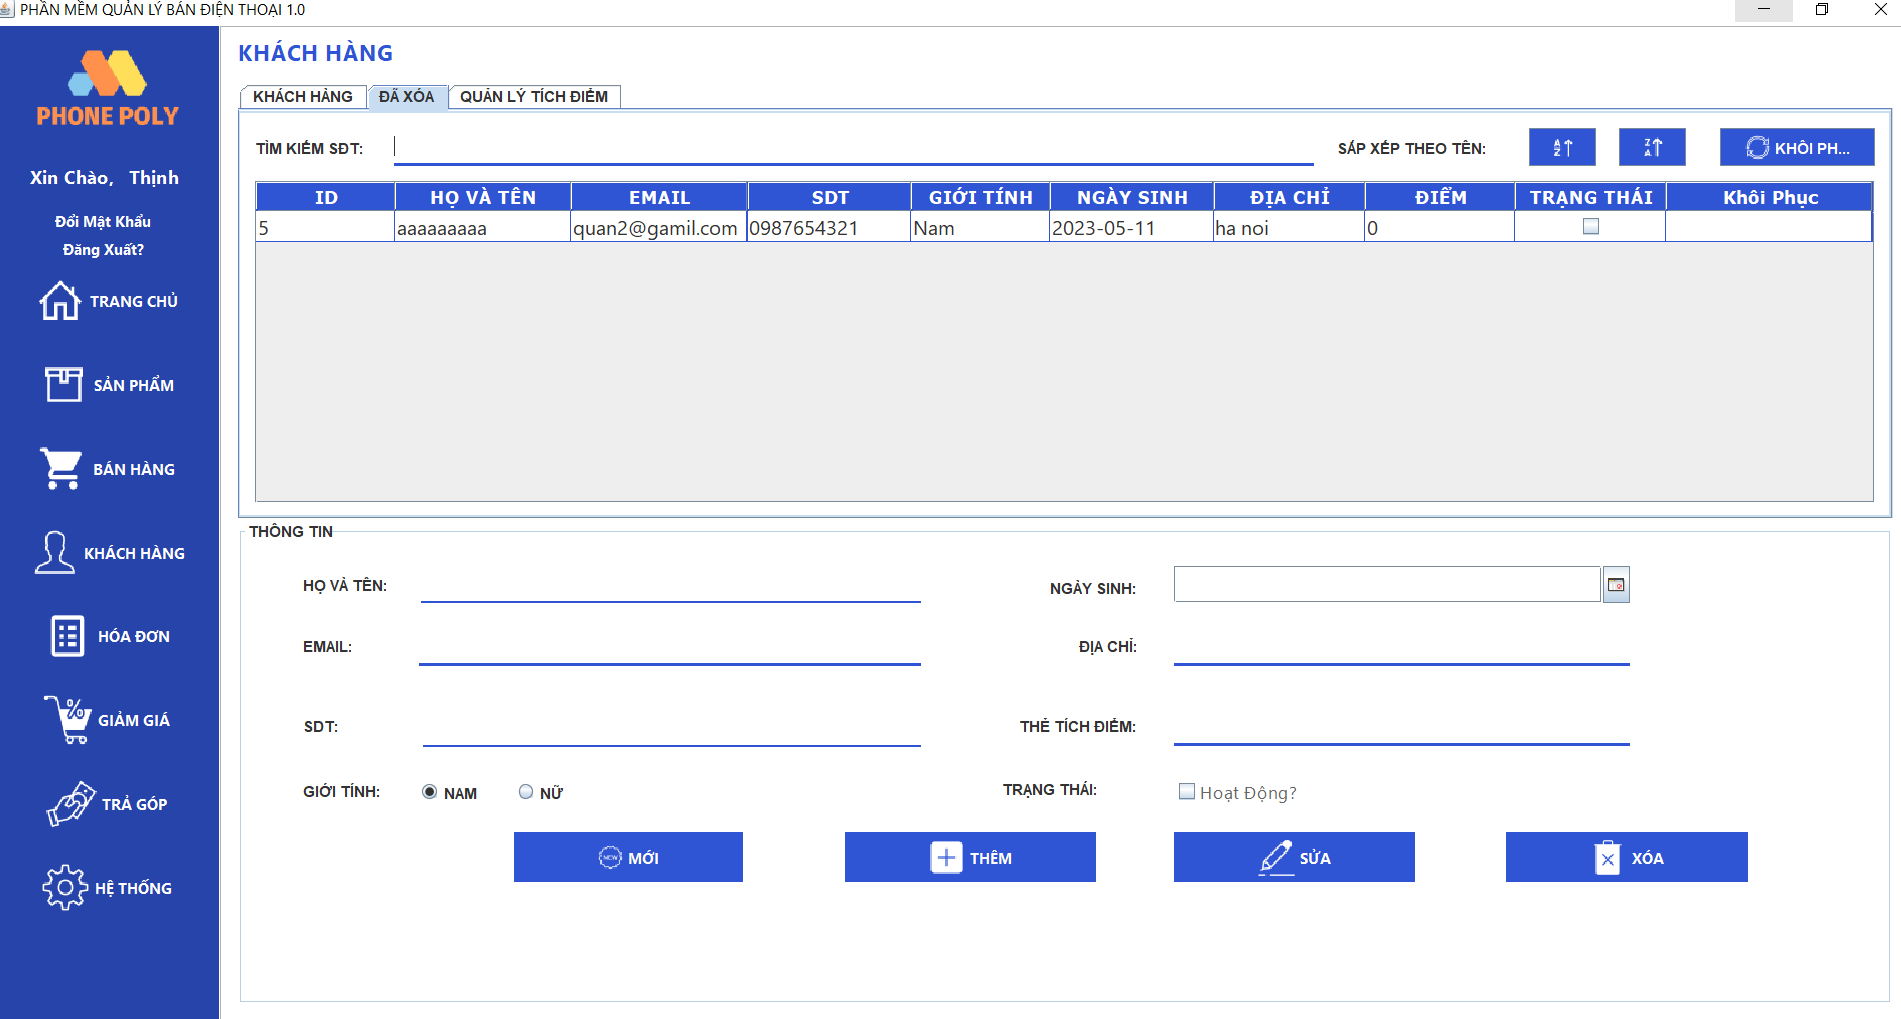 PHẦN MỀM QUẢN LÝ BÁN ĐIỆN THOẠI 1.0
PHONE POLY
Xin Chào, Thịnh
Đổi Mật Khẩu
Đăng Xuất?
TRANG CHỦ
SẢN PHẨM
BÁN HÀNG
KHÁCH HÀNG
HÓA ĐƠN
GIẢM GIÁ
TRẢ GÓP
HỆ THỐNG
KHÁCH HÀNG
KHÁCH HÀNG ĐÃ XÓA QUẢN LÝ TÍCH ĐIỂM
TÌM KIẾM SĐT: SẮP XẾP THEO TÊN: A Z Z A KHÔI PH...
ID HỌ VÀ TÊN EMAIL SDT GIỚI TÍNH NGÀY SINH ĐỊA CHỈ ĐIỂM TRẠNG THÁI Khôi Phục
5 aaaaaaaaa quan2@gamil.com 0987654321 Nam 2023-05-11 ha noi 0
THÔNG TIN
HỌ VÀ TÊN: NGÀY SINH:
EMAIL: ĐỊA CHỈ:
SDT: THẺ TÍCH ĐIỂM:
GIỚI TÍNH: NAM NỮ TRẠNG THÁI: Hoạt Động?
NEW MỚI THÊM SỬA XÓA